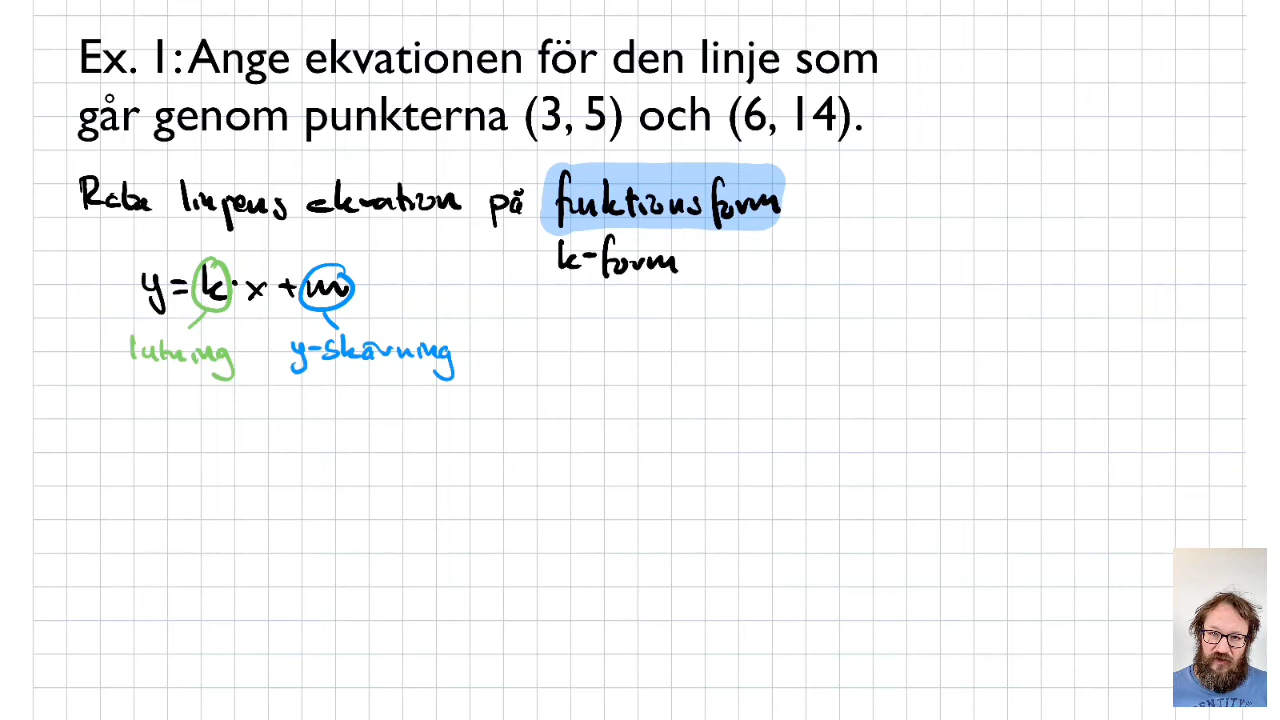 Ex. 1: Ange ekvationen för den linje som
går genom punkterna (3, 5) och (6, 14).
Räta linjens ekvation på funktionsform
k-form
y = k · x + m
lutning
y-skärning